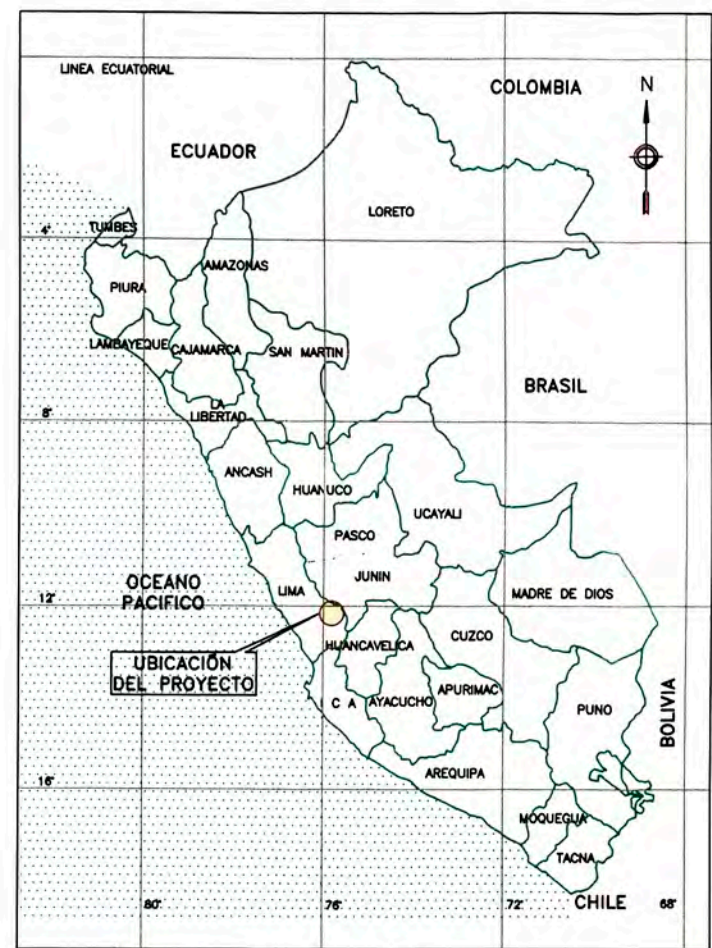 LINEA ECUATORIAL
COLOMBIA
N
ECUADOR
LORETO
TUMBES
4'
AMAZONAS
PIURA
LAMBAYEQUE
CAJAMARCA
SAN MARTIN
BRASIL
LA
LIBERTAD
8'
ANCASH
HUANUCO
UCAYALI
PASCO
JUNIN
OCEANO
PACIFICO
LIMA
MADRE DE DIOS
12'
CUZCO
HUANCAVELICA
UBICACIÓN
DEL PROYECTO
I C A
AYACUCHO
APURIMAC
PUNO
BOLIVIA
AREQUIPA
16'
MOQUEGUA
TACNA
CHILE
80'
76'
72'
68'